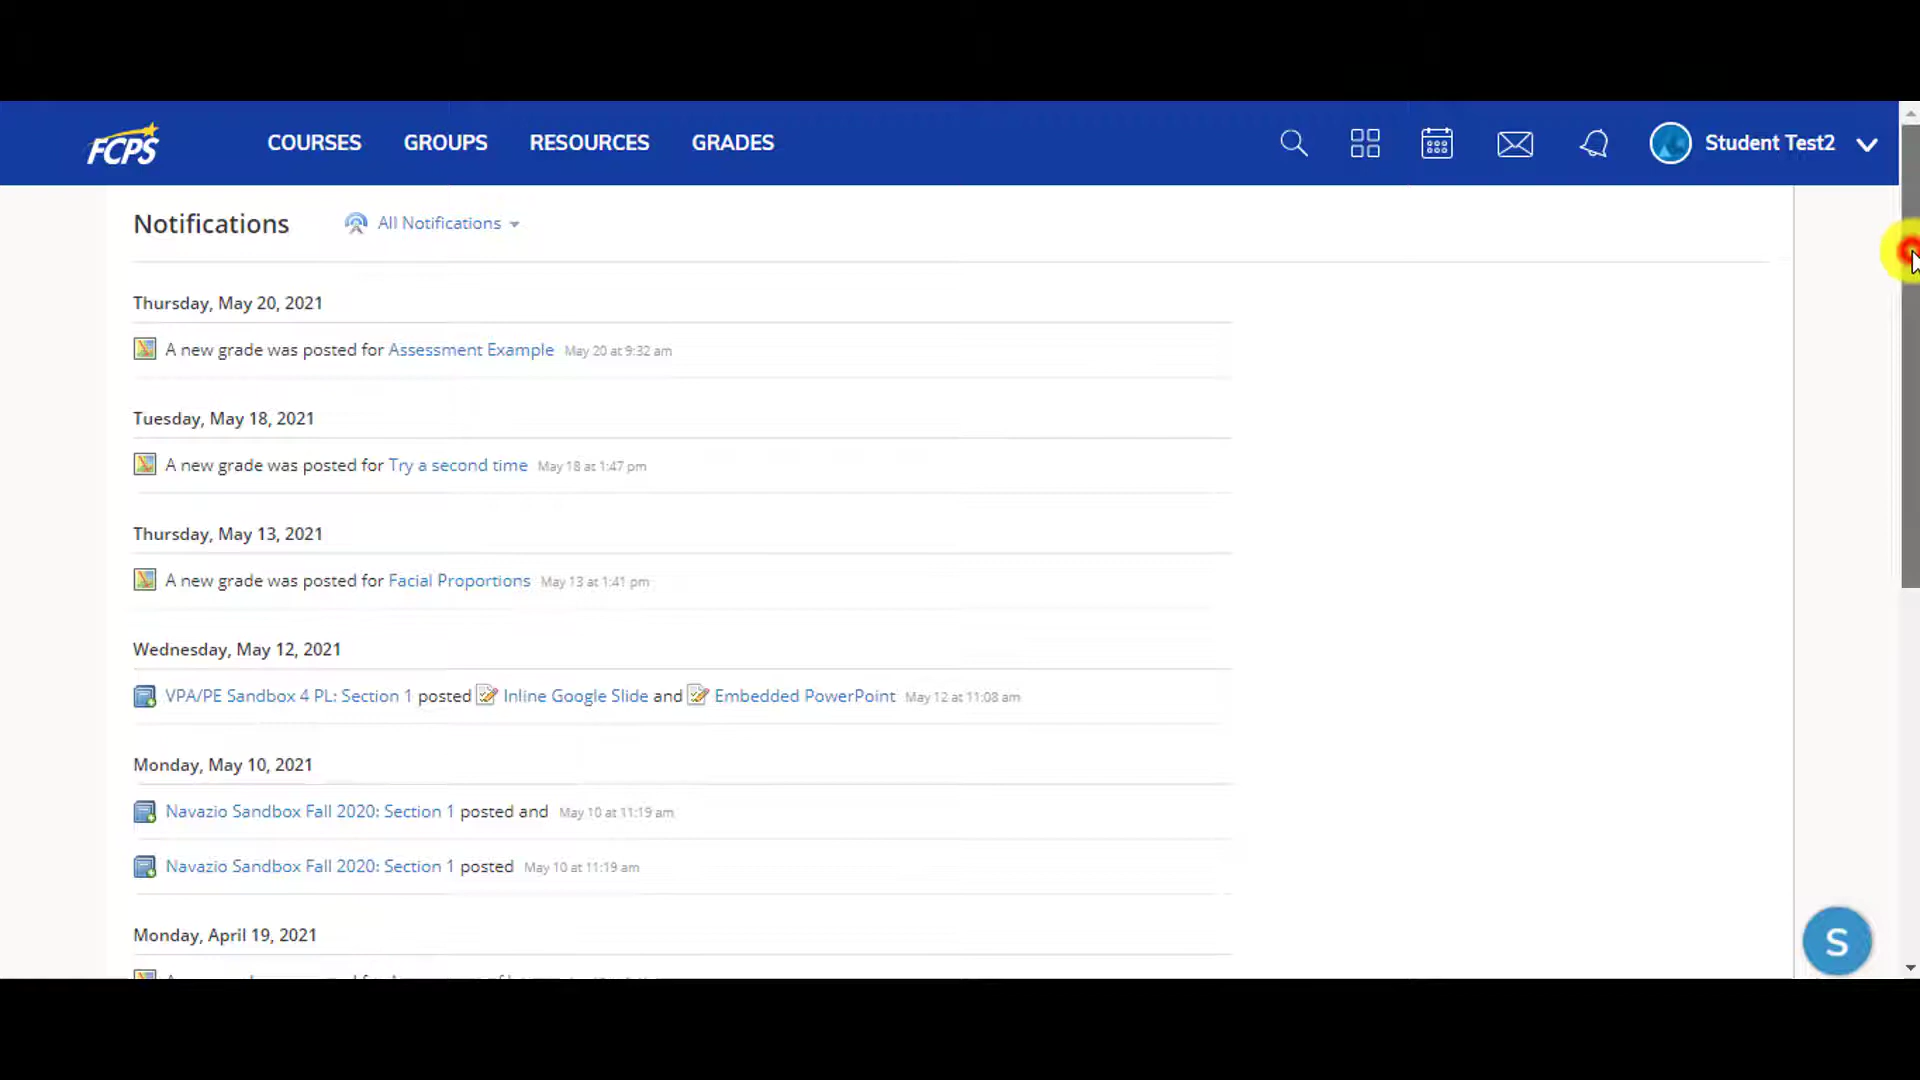 FCPS COURSES GROUPS RESOURCES GRADES Student Test2
Notifications All Notifications
Thursday, May 20, 2021
A new grade was posted for Assessment Example May 20 at 9:32 am
Tuesday, May 18, 2021
A new grade was posted for Try a second time May 18 at 1:47 pm
Thursday, May 13, 2021
A new grade was posted for Facial Proportions May 13 at 1:41 pm
Wednesday, May 12, 2021
VPA/PE Sandbox 4 PL: Section 1 posted Inline Google Slide and Embedded PowerPoint May 12 at 11:08 am
Monday, May 10, 2021
Navazio Sandbox Fall 2020: Section 1 posted and May 10 at 11:19 am
Navazio Sandbox Fall 2020: Section 1 posted May 10 at 11:19 am
Monday, April 19, 2021
S